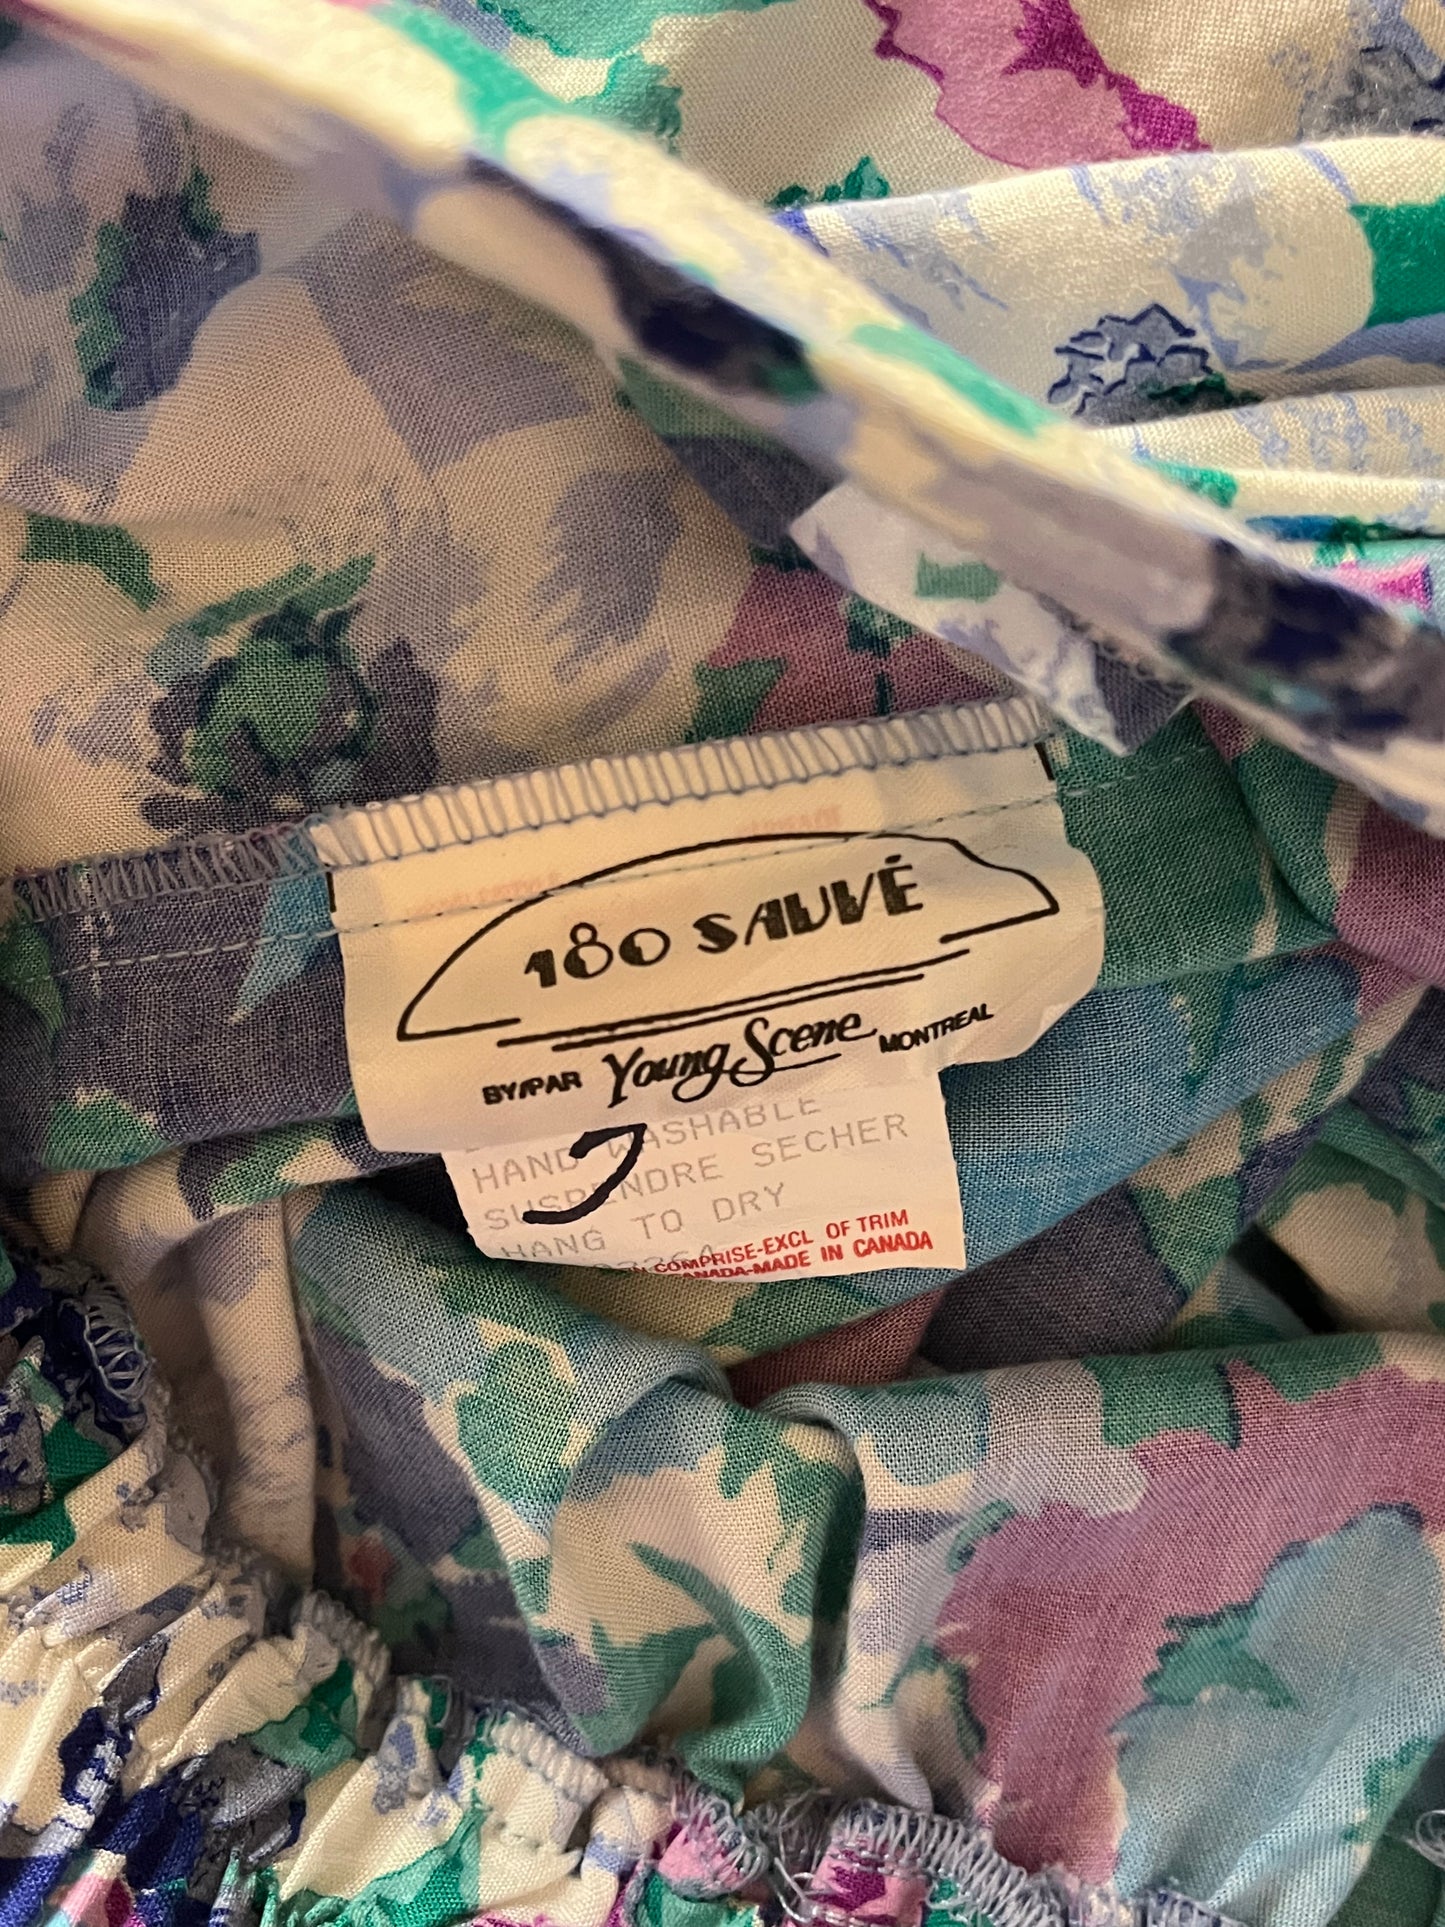 180 SAUVÉ
BY/PAR Young Scene MONTREAL
WASHABLE
HAND WASHABLE
SUSPENDRE SECHER
HANG TO DRY
COMPRISE-EXCL OF TRIM
CANADA-MADE IN CANADA